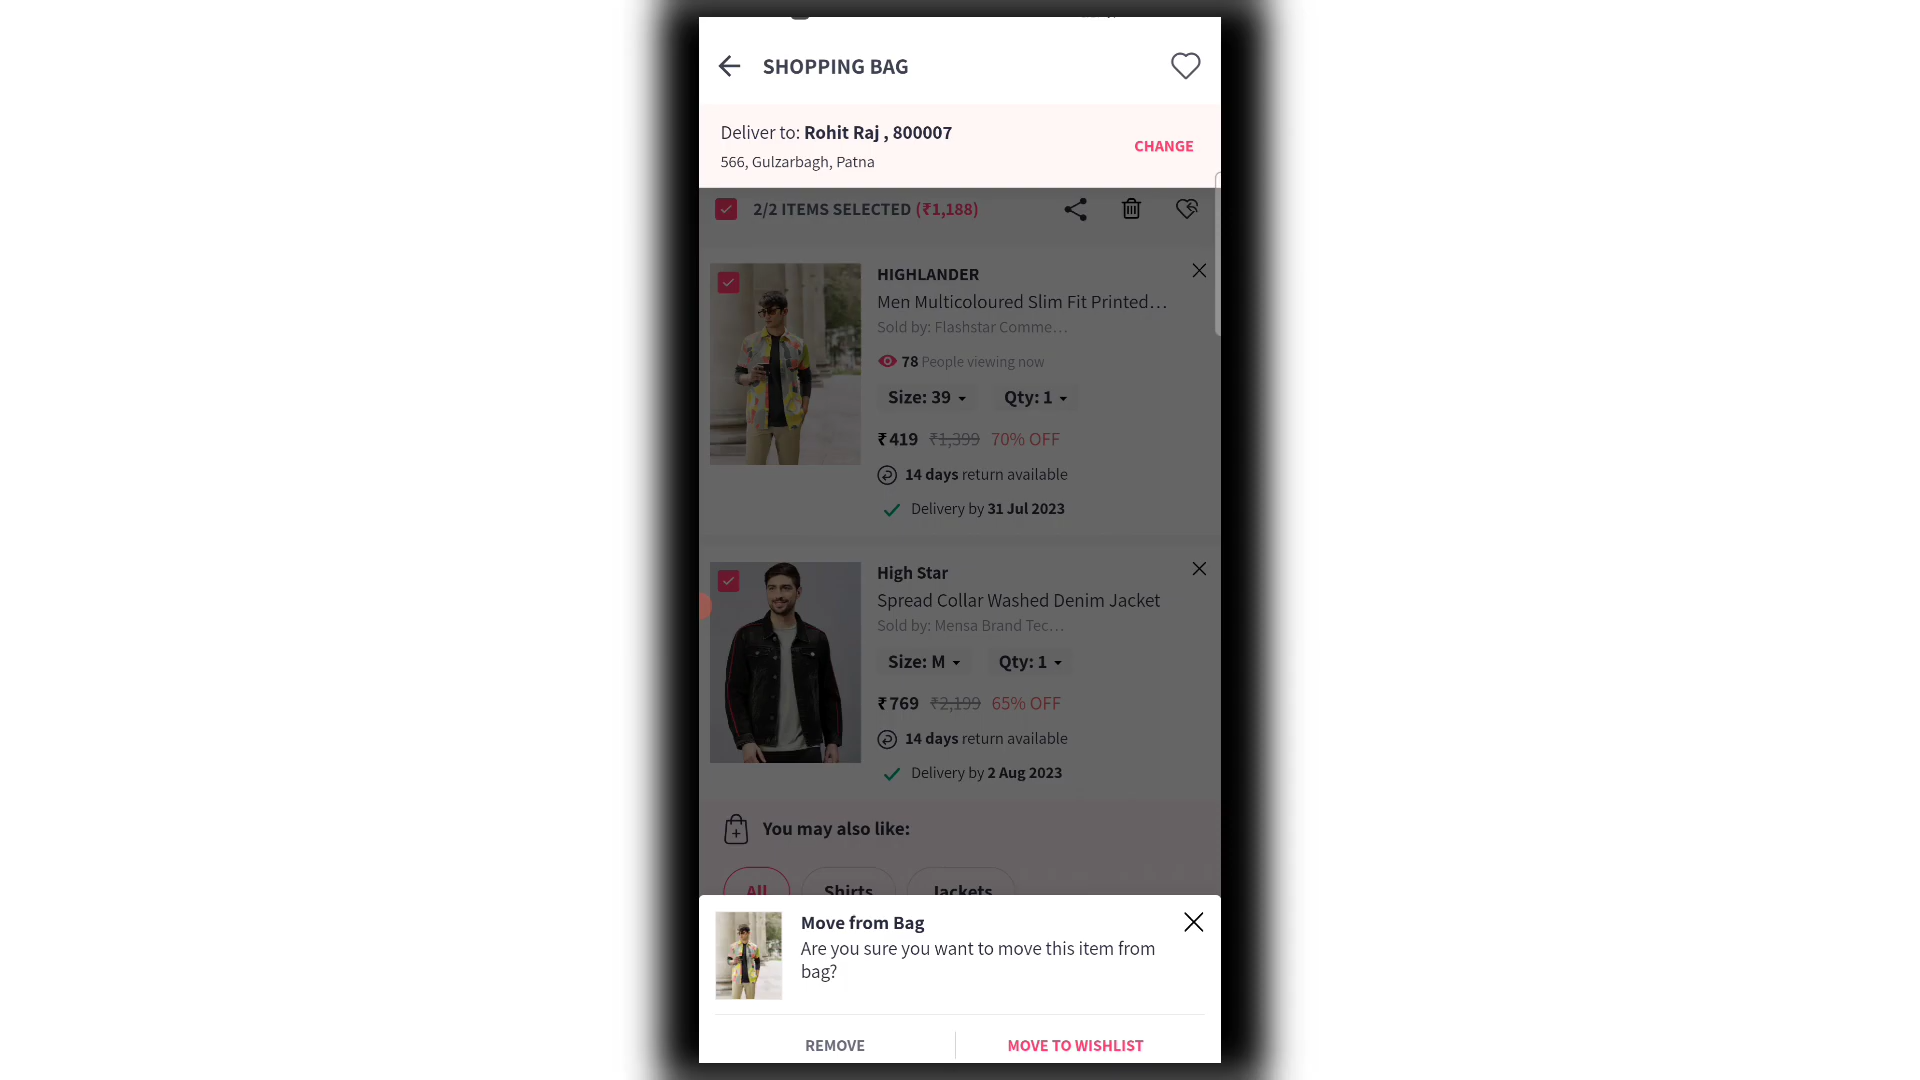 SHOPPING BAG
Deliver to: Rohit Raj , 800007
566, Gulzarbagh, Patna
CHANGE
2/2 ITEMS SELECTED (₹1,188)
HIGHLANDER
Men Multicoloured Slim Fit Printed...
Sold by: Flashstar Comme...
78 People viewing now
Size: 39 Qty: 1
₹419 ₹1,399 70% OFF
14 days return available
Delivery by 31 Jul 2023
High Star
Spread Collar Washed Denim Jacket
Sold by: Mensa Brand Tec...
Size: M Qty: 1
₹769 ₹2,199 65% OFF
14 days return available
Delivery by 2 Aug 2023
You may also like:
All Shirts Jackets
Move from Bag
Are you sure you want to move this item from
bag?
REMOVE MOVE TO WISHLIST